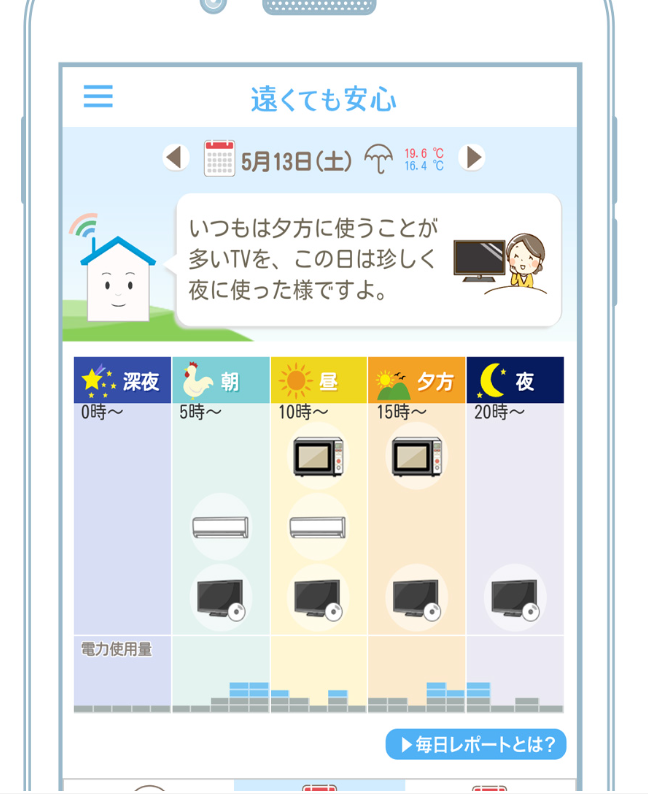 遠くても安心
5月13日(土)
19.6 ℃
16.4 ℃
いつもは夕方に使うことが
多いTVを、この日は珍しく
夜に使った様ですよ。
深夜 朝 昼 夕方 夜
0時〜 5時〜 10時〜 15時〜 20時〜
電力使用量
▶毎日レポートとは?